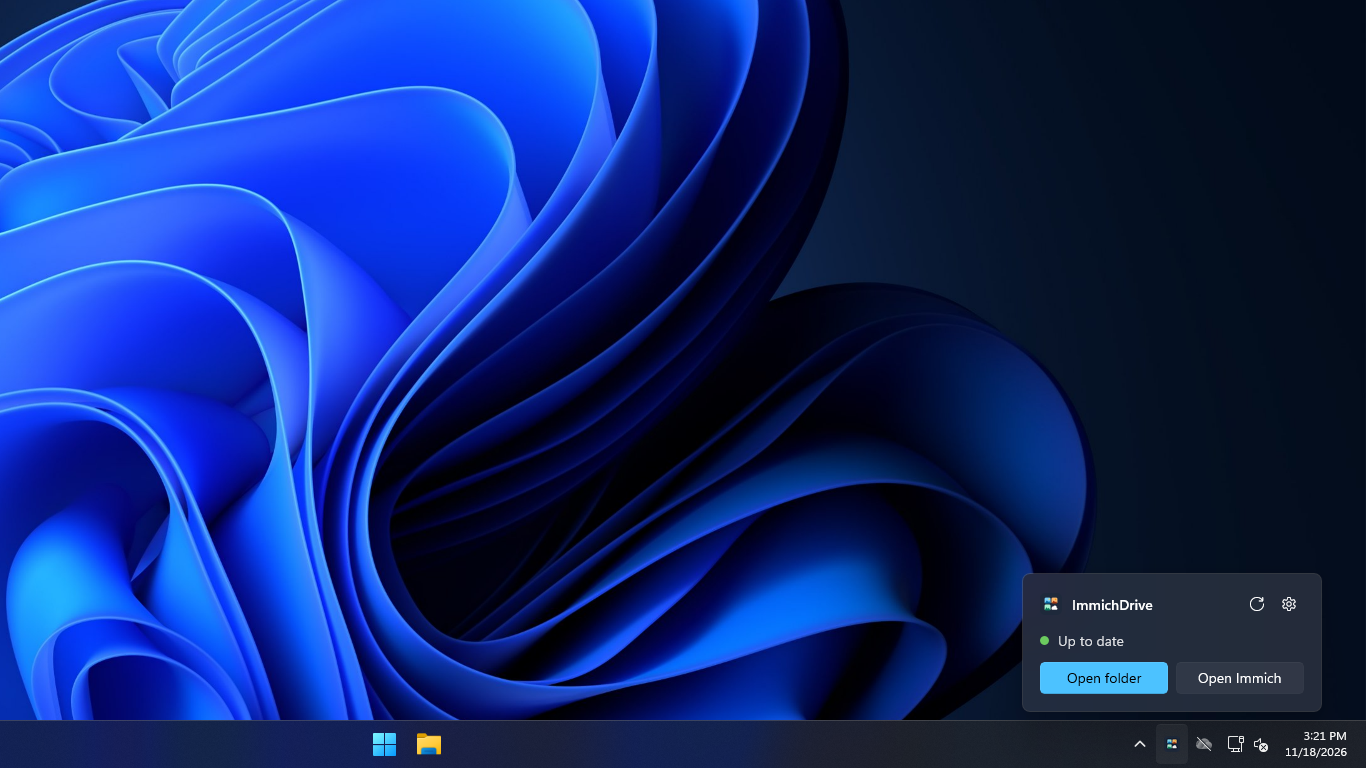 ImmichDrive
Up to date
Open folder
Open Immich
3:21 PM
11/18/2026